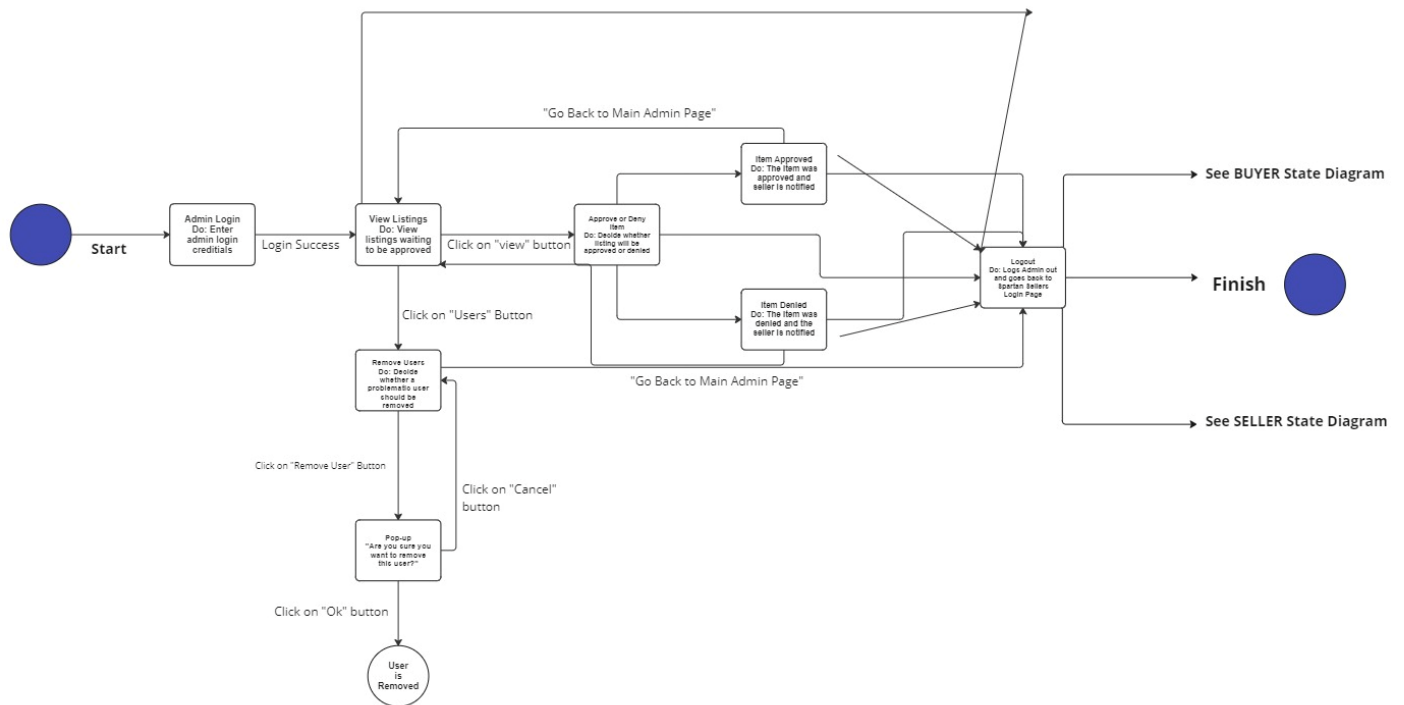 "Go Back to Main Admin Page"
Item Approved
Do: The item was
approved and
seller is notified
See BUYER State Diagram
Start
Admin Login
Do: Enter
admin login
creditials
Login Success
View Listings
Do: View
listings waiting
to be approved
Click on "view" button
Approve or Deny
Item
Do: Decide whether
listing will be
approved or denied
Logout
Do: Logs Admin out
and goes back to
Spartan Sellers
Login Page
Finish
Item Denied
Do: The item was
denied and the
seller is notified
Click on "Users" Button
Remove Users
Do: Decide
whether a
problematic user
should be
removed
"Go Back to Main Admin Page"
See SELLER State Diagram
Click on "Remove User" Button
Click on "Cancel"
button
Pop-up
"Are you sure you
want to remove
this user?"
Click on "Ok" button
User
is
Removed